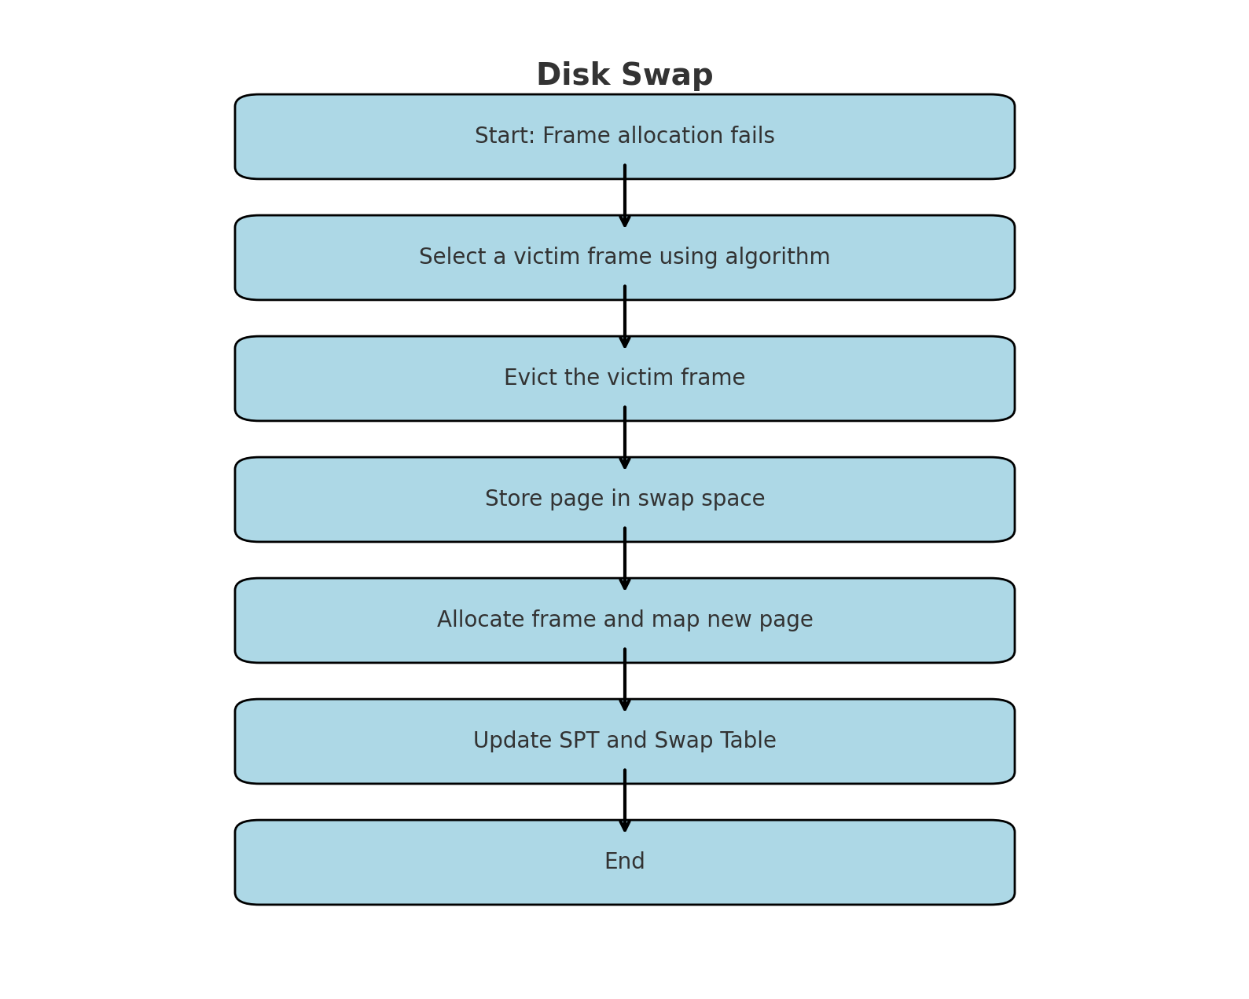 Disk Swap
Start: Frame allocation fails
Select a victim frame using algorithm
Evict the victim frame
Store page in swap space
Allocate frame and map new page
Update SPT and Swap Table
End